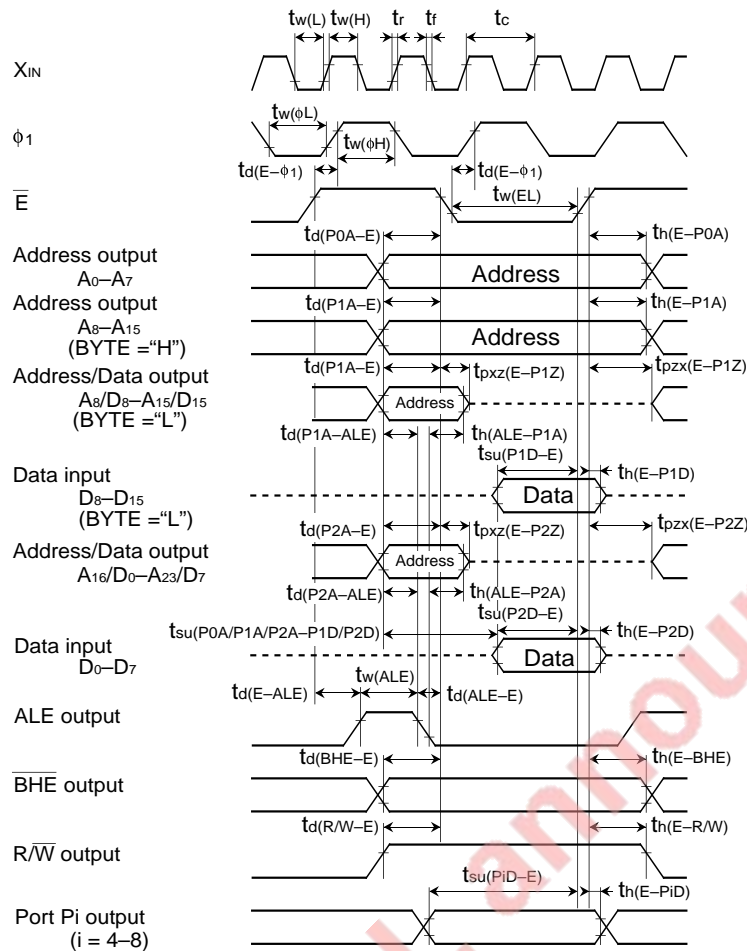 tw(L) tw(H) tr tf tc
XIN
tw(ϕL)
ϕ1
tw(ϕH)
td(E–ϕ1) td(E–ϕ1)
tw(EL)
E
td(P0A–E) th(E–P0A)
Address output
A0–A7
Address
Address output
td(P1A–E) th(E–P1A)
A8–A15
Address
(BYTE =“H”)
td(P1A–E) tpxz(E–P1Z) tpzx(E–P1Z)
Address/Data output
A8/D8–A15/D15
Address
(BYTE =“L”)
td(P1A–ALE) th(ALE–P1A)
tsu(P1D–E)
Data input
th(E–P1D)
D8–D15
Data
(BYTE =“L”)
td(P2A–E) tpxz(E–P2Z) tpzx(E–P2Z)
Address/Data output
Address
A16/D0–A23/D7
td(P2A–ALE) th(ALE–P2A)
tsu(P2D–E)
tsu(P0A/P1A/P2A–P1D/P2D) th(E–P2D)
Data input
Data
D0–D7
tw(ALE)
td(E–ALE) td(ALE–E)
ALE output
td(BHE–E) th(E–BHE)
BHE output
td(R/W–E) th(E–R/W)
R/W output
tsu(PiD–E) th(E–PiD)
Port Pi output
(i = 4–8)